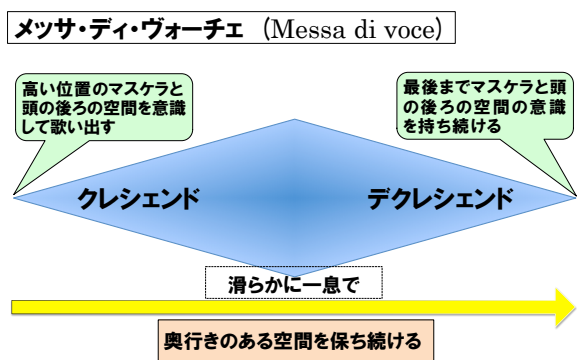 メッサ・ディ・ヴォーチェ (Messa di voce)
高い位置のマスケラと
頭の後ろの空間を意識
して歌い出す
最後までマスケラと頭
の後ろの空間の意識
を持ち続ける
クレシェンド
デクレシェンド
滑らかに一息で
奥行きのある空間を保ち続ける